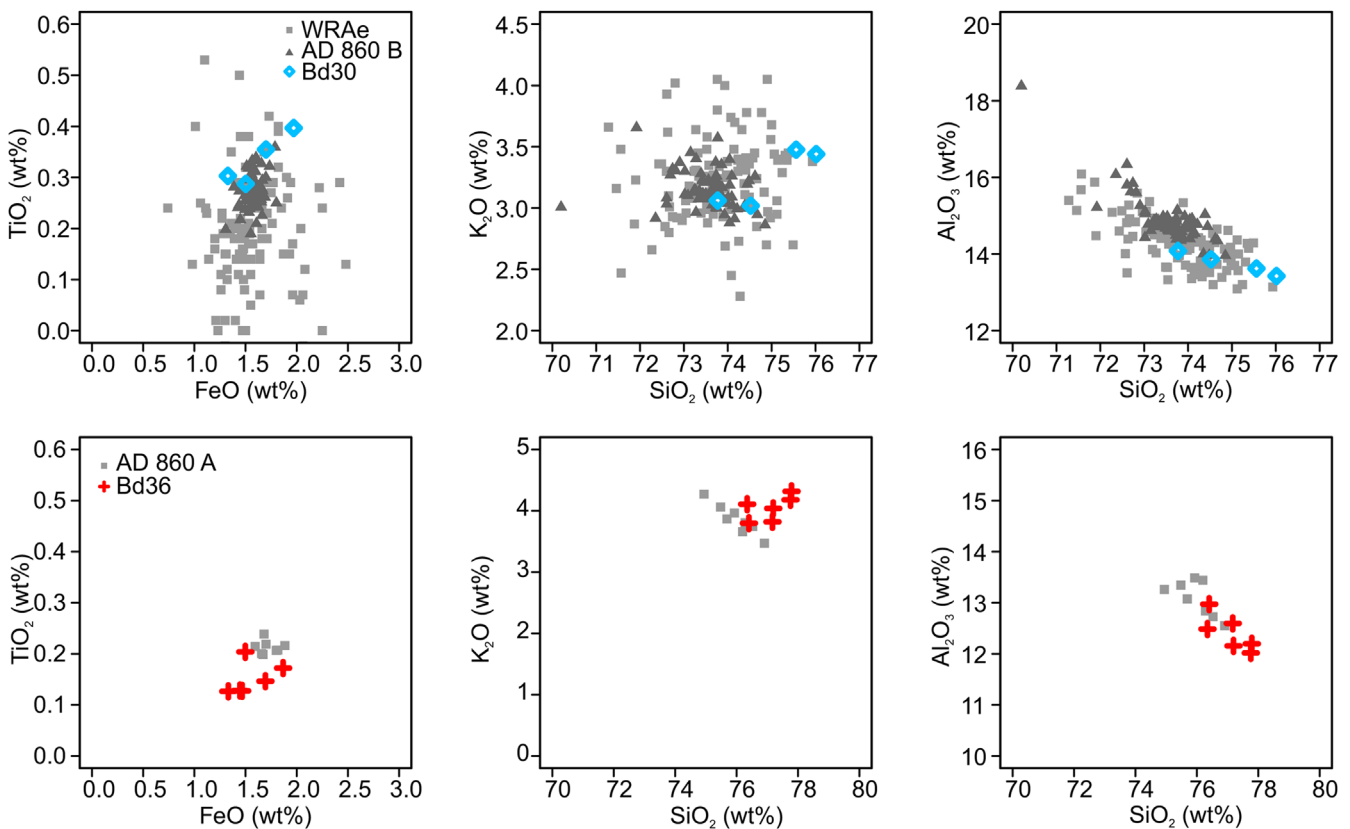 TiO₂ (wt%)
0.6
0.5
0.4
0.3
0.2
0.1
0.0
WRAe
AD 860 B
Bd30
0.0 0.5 1.0 1.5 2.0 2.5 3.0
FeO (wt%)
K₂O (wt%)
4.5
4.0
3.5
3.0
2.5
2.0
70 71 72 73 74 75 76 77
SiO₂ (wt%)
Al₂O₃ (wt%)
20
18
16
14
12
70 71 72 73 74 75 76 77
SiO₂ (wt%)
TiO₂ (wt%)
0.6
0.5
0.4
0.3
0.2
0.1
0.0
AD 860 A
Bd36
0.0 0.5 1.0 1.5 2.0 2.5 3.0
FeO (wt%)
K₂O (wt%)
5
4
3
2
1
0
70 72 74 76 78 80
SiO₂ (wt%)
Al₂O₃ (wt%)
16
15
14
13
12
11
10
70 72 74 76 78 80
SiO₂ (wt%)